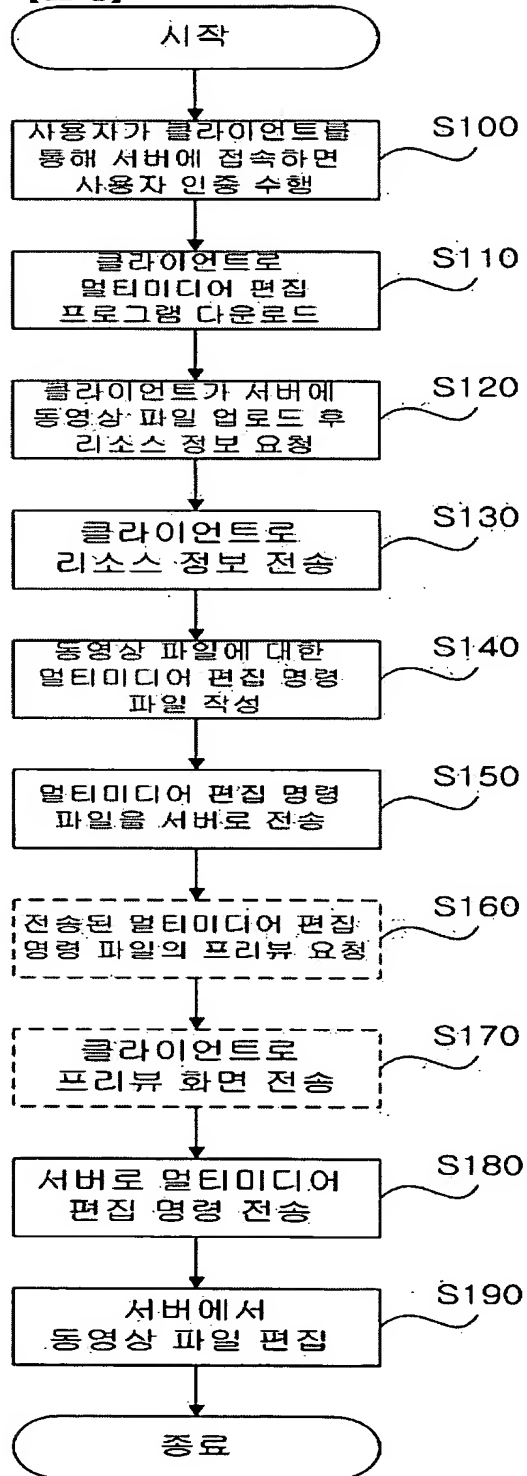 시작
사용자가 클라이언트를
통해 서버에 접속하면
사용자 인증 수행
S100
클라이언트로
멀티미디어 편집
프로그램 다운로드
S110
클라이언트가 서버에
동영상 파일 업로드 후
리소스 정보 요청
S120
클라이언트로
리소스 정보 전송
S130
동영상 파일에 대한
멀티미디어 편집 명령
파일 작성
S140
멀티미디어 편집 명령
파일을 서버로 전송
S150
전송된 멀티미디어 편집
명령 파일의 프리뷰 요청
S160
클라이언트로
프리뷰 화면 전송
S170
서버로 멀티미디어
편집 명령 전송
S180
서버에서
동영상 파일 편집
S190
종료